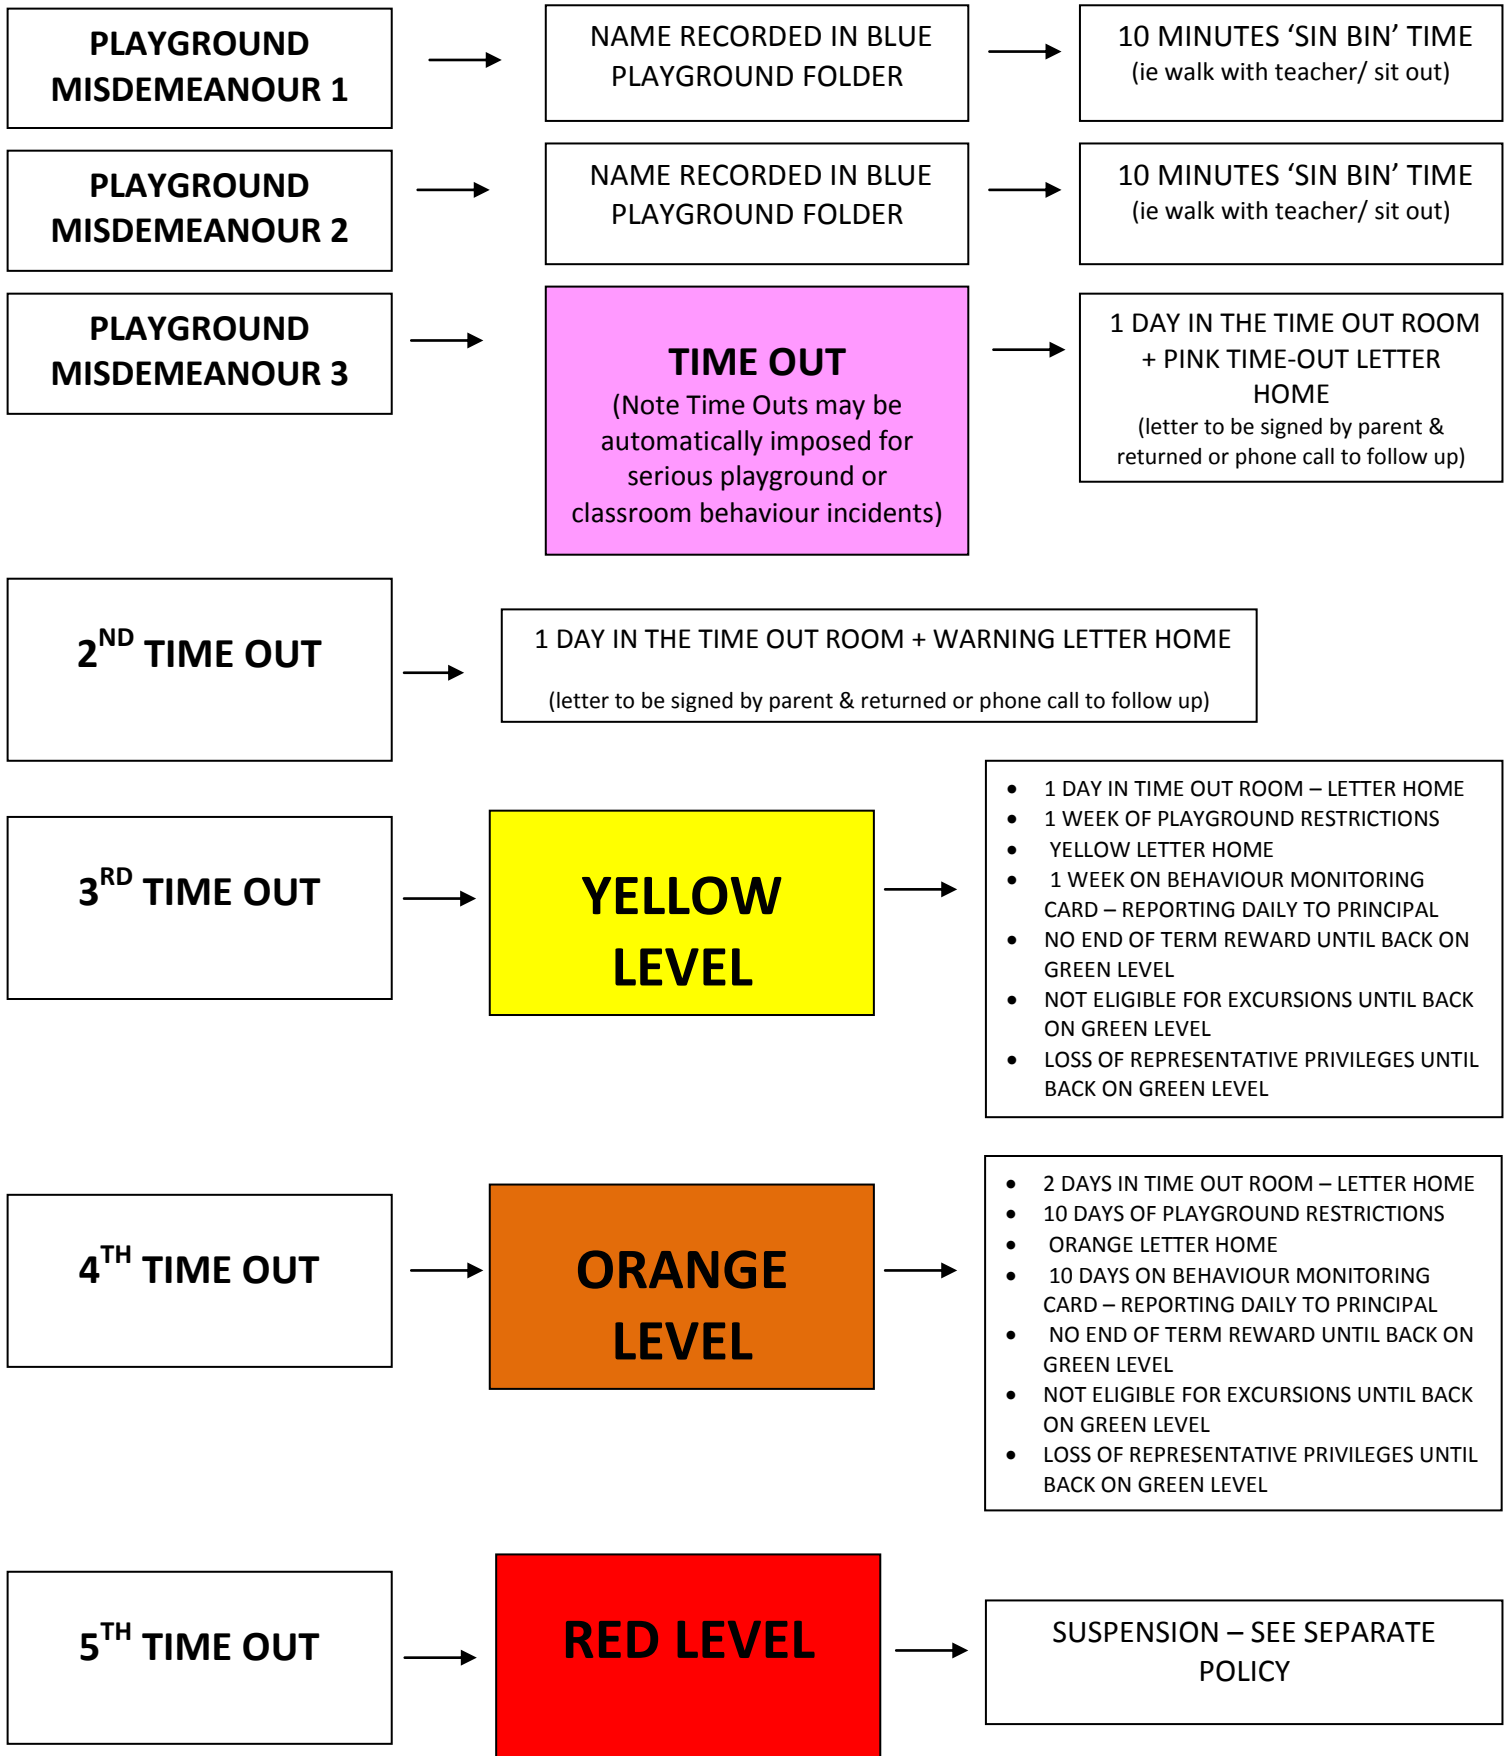 PLAYGROUND
MISDEMEANOUR 1
NAME RECORDED IN BLUE
PLAYGROUND FOLDER
10 MINUTES ‘SIN BIN’ TIME
(ie walk with teacher/ sit out)
PLAYGROUND
MISDEMEANOUR 2
NAME RECORDED IN BLUE
PLAYGROUND FOLDER
10 MINUTES ‘SIN BIN’ TIME
(ie walk with teacher/ sit out)
PLAYGROUND
MISDEMEANOUR 3
TIME OUT
(Note Time Outs may be
automatically imposed for
serious playground or
classroom behaviour incidents)
1 DAY IN THE TIME OUT ROOM
+ PINK TIME-OUT LETTER
HOME
(letter to be signed by parent &
returned or phone call to follow up)
2ND TIME OUT
1 DAY IN THE TIME OUT ROOM + WARNING LETTER HOME
(letter to be signed by parent & returned or phone call to follow up)
3RD TIME OUT
YELLOW
LEVEL
• 1 DAY IN TIME OUT ROOM – LETTER HOME
• 1 WEEK OF PLAYGROUND RESTRICTIONS
• YELLOW LETTER HOME
• 1 WEEK ON BEHAVIOUR MONITORING
CARD – REPORTING DAILY TO PRINCIPAL
• NO END OF TERM REWARD UNTIL BACK ON
GREEN LEVEL
• NOT ELIGIBLE FOR EXCURSIONS UNTIL BACK
ON GREEN LEVEL
• LOSS OF REPRESENTATIVE PRIVILEGES UNTIL
BACK ON GREEN LEVEL
4TH TIME OUT
ORANGE
LEVEL
• 2 DAYS IN TIME OUT ROOM – LETTER HOME
• 10 DAYS OF PLAYGROUND RESTRICTIONS
• ORANGE LETTER HOME
• 10 DAYS ON BEHAVIOUR MONITORING
CARD – REPORTING DAILY TO PRINCIPAL
• NO END OF TERM REWARD UNTIL BACK ON
GREEN LEVEL
• NOT ELIGIBLE FOR EXCURSIONS UNTIL BACK
ON GREEN LEVEL
• LOSS OF REPRESENTATIVE PRIVILEGES UNTIL
BACK ON GREEN LEVEL
5TH TIME OUT
RED LEVEL
SUSPENSION – SEE SEPARATE
POLICY